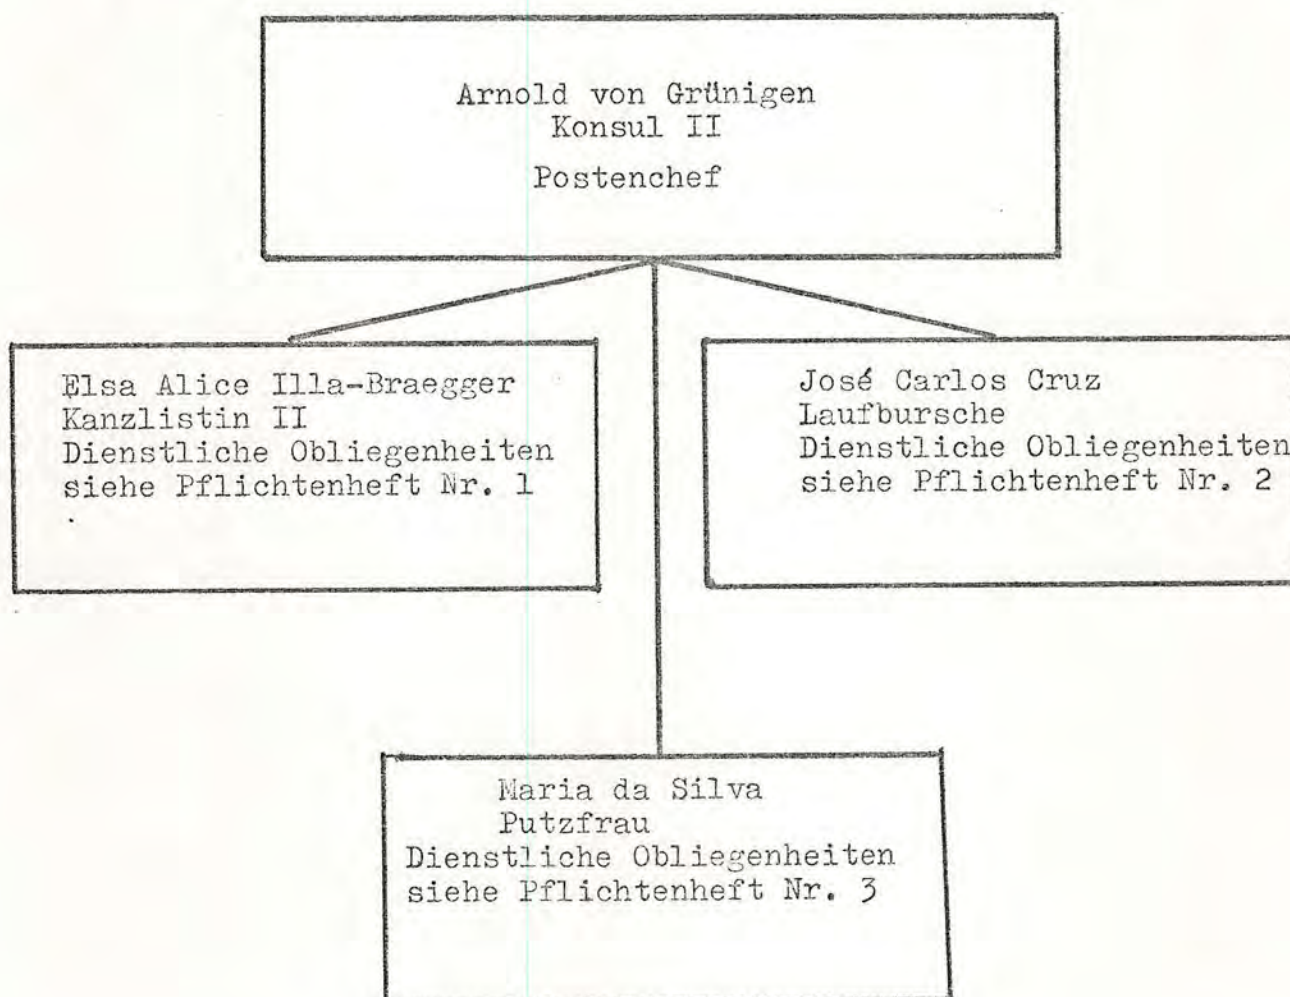 Arnold von Grünigen
Konsul II
Postenchef
Elsa Alice Illa-Braegger
Kanzlistin II
Dienstliche Obliegenheiten
siehe Pflichtenheft Nr. 1
José Carlos Cruz
Laufbursche
Dienstliche Obliegenheiten
siehe Pflichtenheft Nr. 2
Maria da Silva
Putzfrau
Dienstliche Obliegenheiten
siehe Pflichtenheft Nr. 3